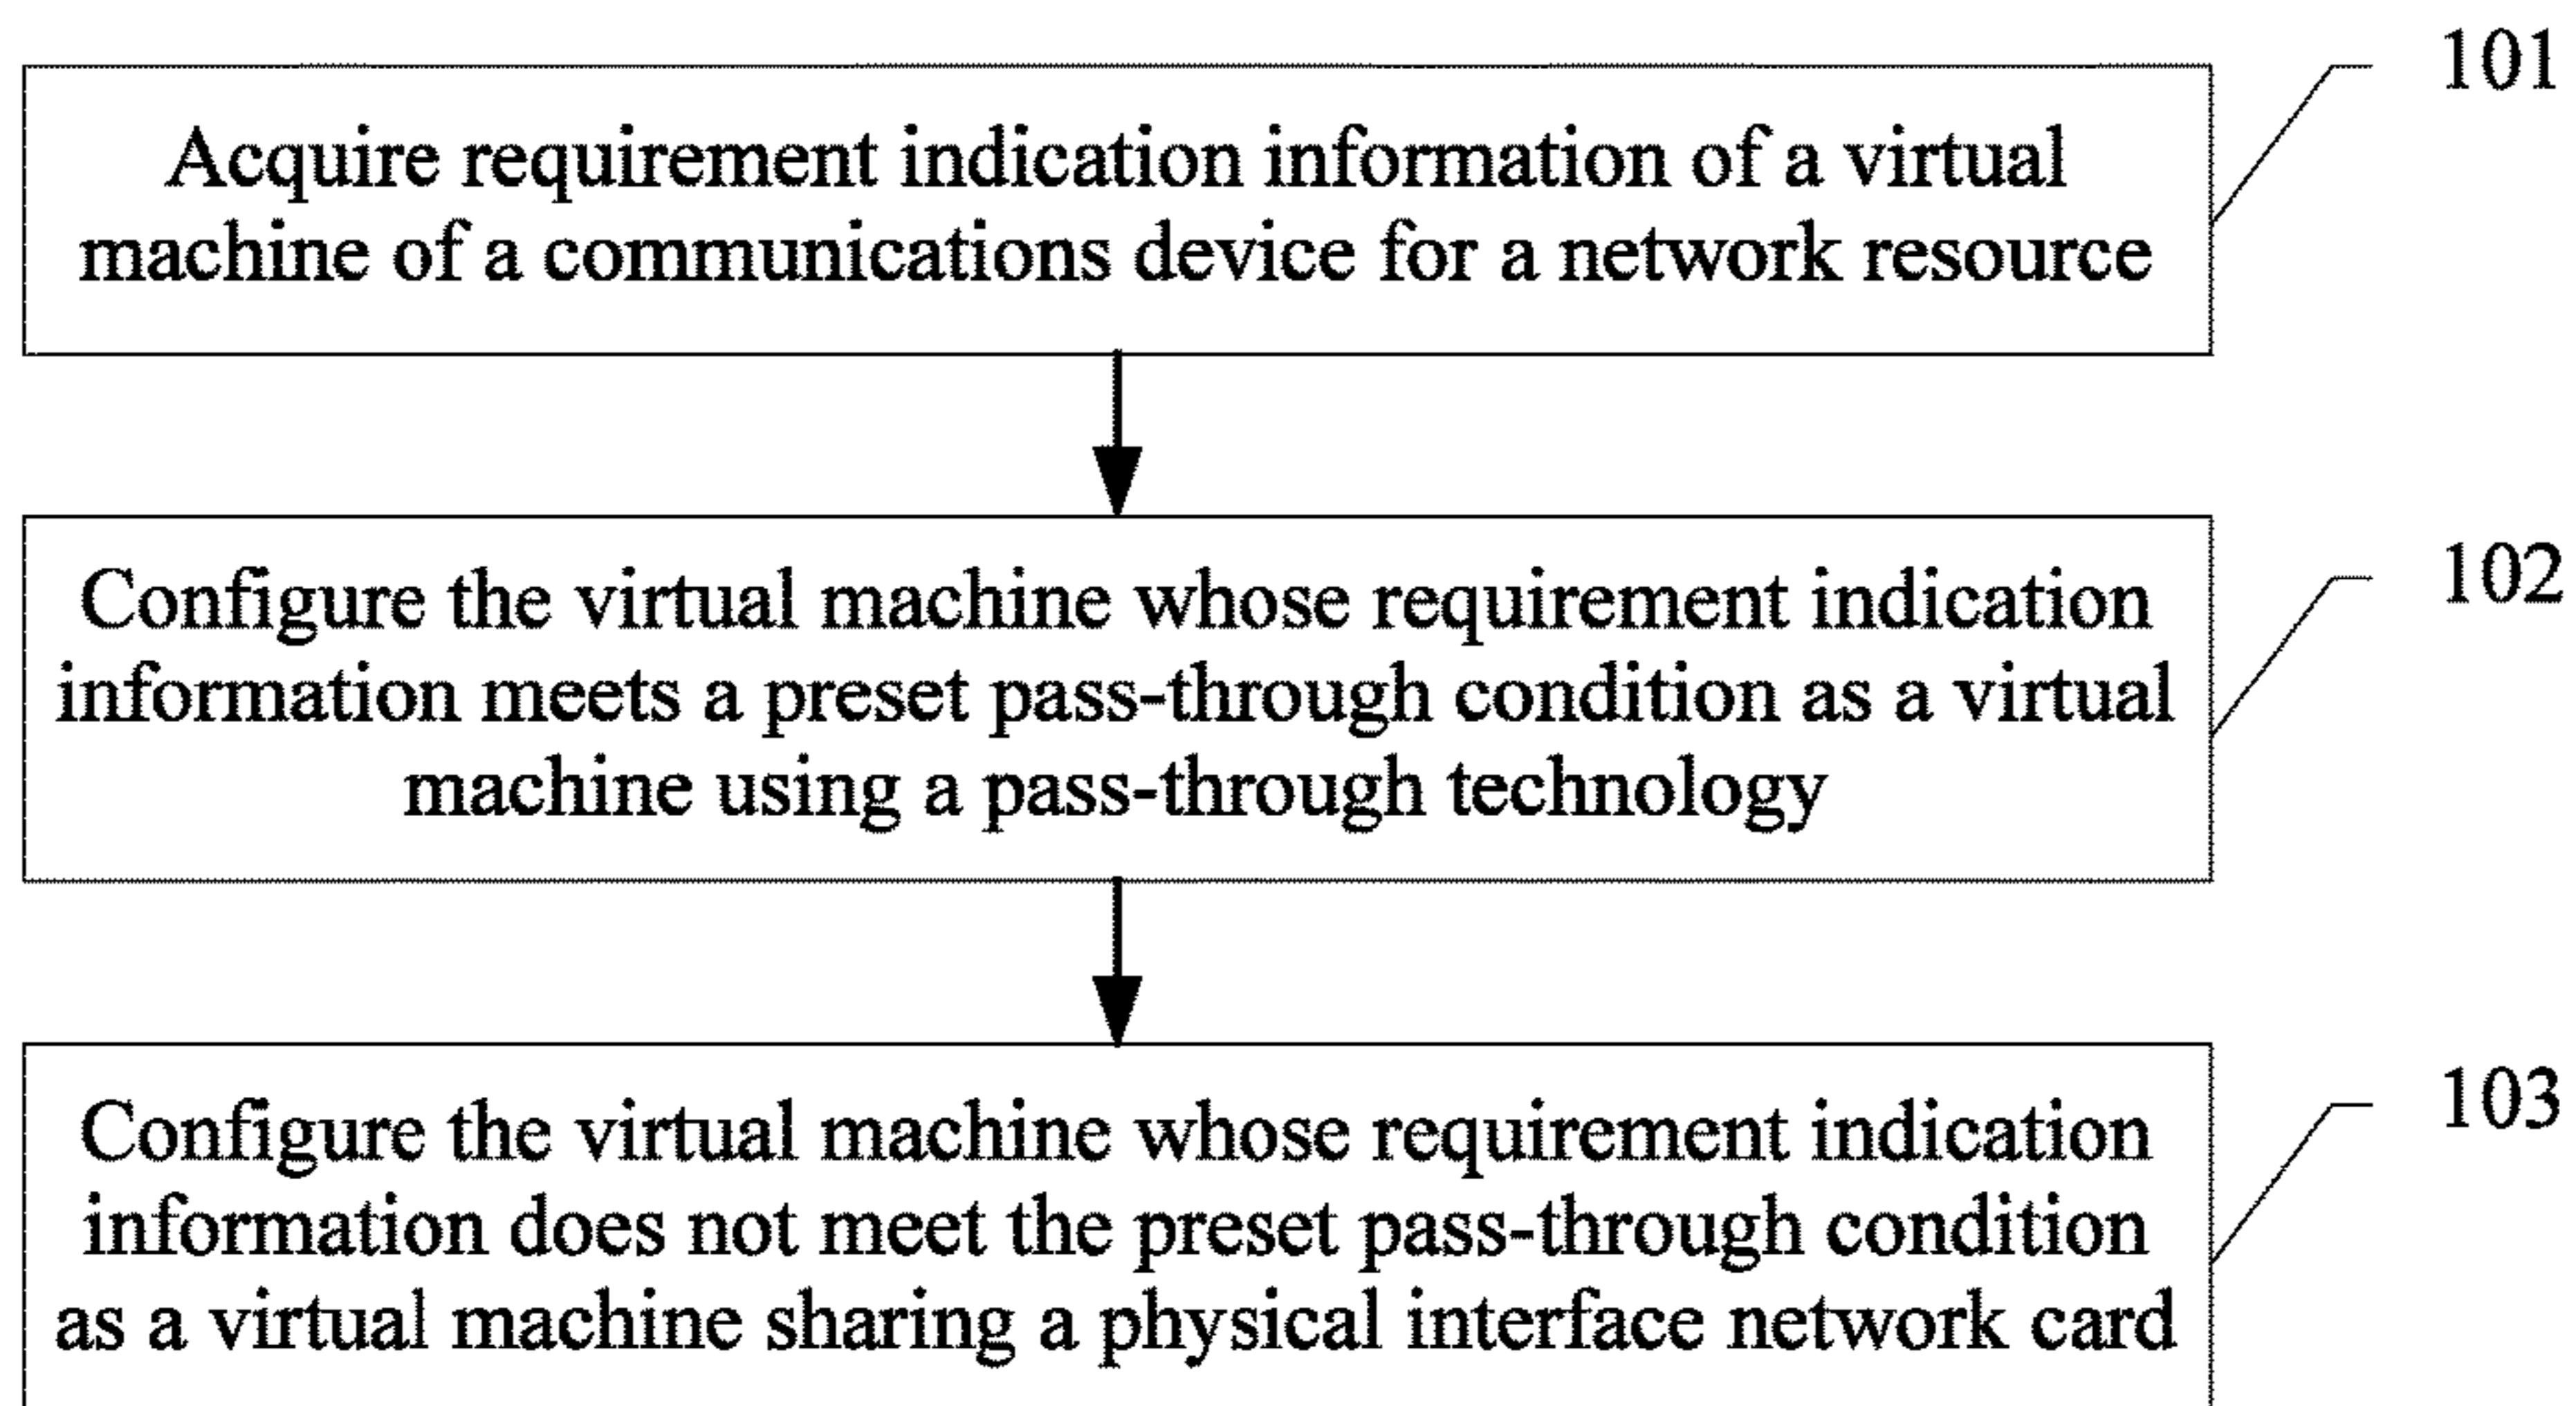 101
Acquire requirement indication information of a virtual
machine of a communications device for a network resource
102
Configure the virtual machine whose requirement indication
information meets a preset pass-through condition as a virtual
machine using a pass-through technology
103
Configure the virtual machine whose requirement indication
information does not meet the preset pass-through condition
as a virtual machine sharing a physical interface network card